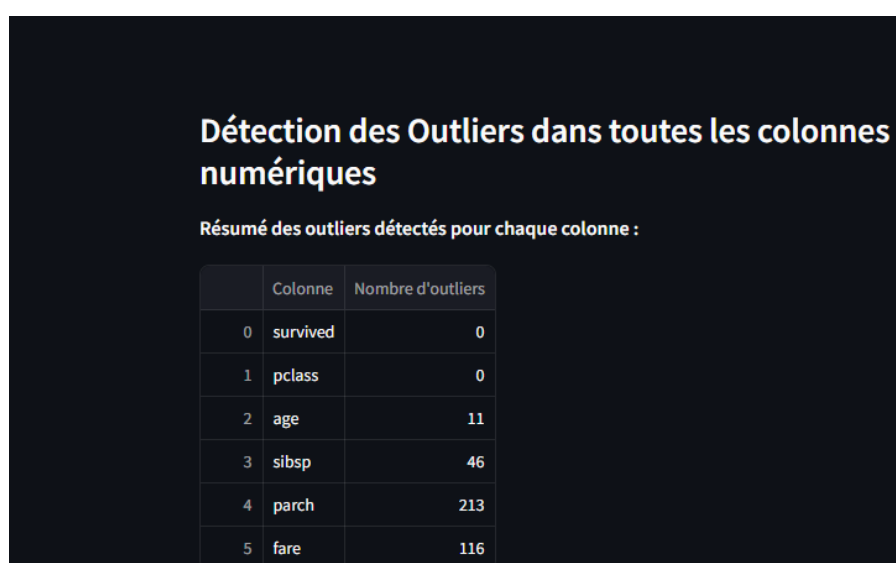 Détection des Outliers dans toutes les colonnes
numériques
Résumé des outliers détectés pour chaque colonne :
Colonne Nombre d'outliers
0 survived 0
1 pclass 0
2 age 11
3 sibsp 46
4 parch 213
5 fare 116